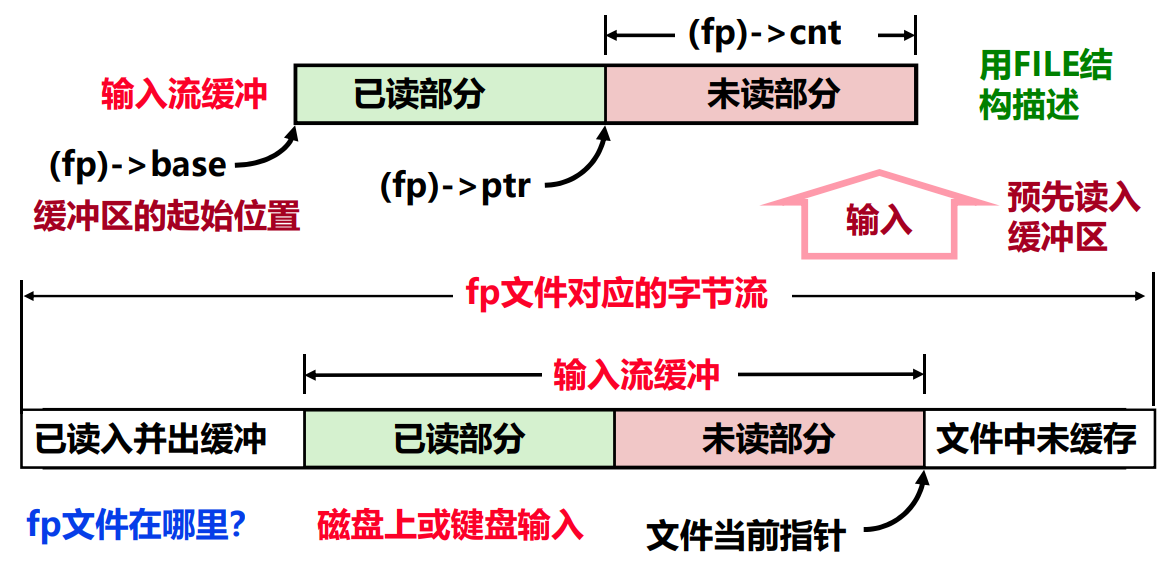 (fp)->cnt
输入流缓冲
已读部分
未读部分
用FILE结
构描述
(fp)->base
(fp)->ptr
缓冲区的起始位置
输入
预先读入
缓冲区
fp文件对应的字节流
输入流缓冲
已读入并出缓冲
已读部分
未读部分
文件中未缓存
fp文件在哪里?
磁盘上或键盘输入
文件当前指针